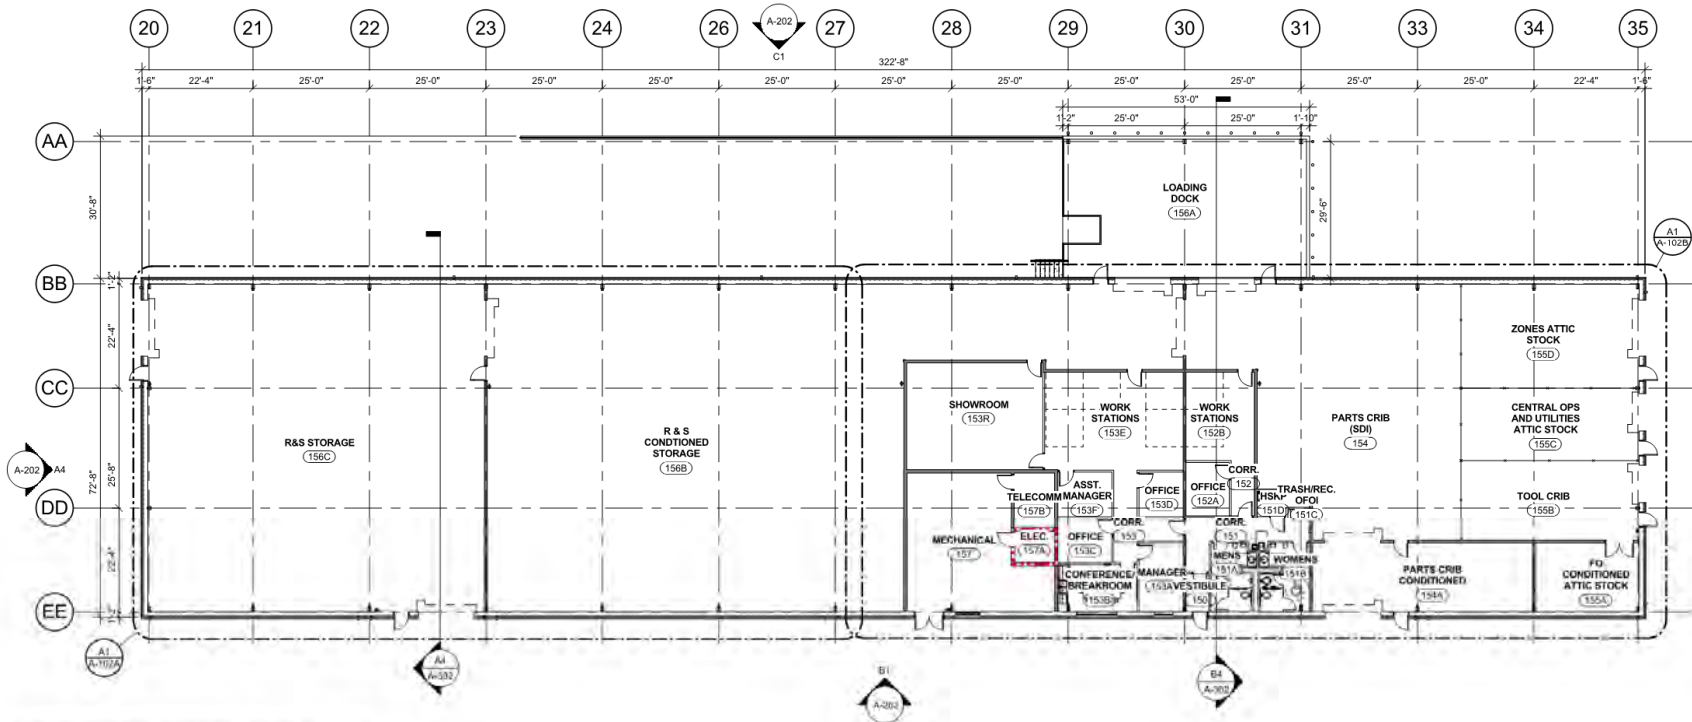 20 21 22 23 24 26 27 28 29 30 31 33 34 35
A-202
C1
322'-8"
1'-6" 22'-4" 25'-0" 25'-0" 25'-0" 25'-0" 25'-0" 25'-0" 25'-0" 25'-0" 25'-0" 25'-0" 25'-0" 22'-4" 1'-6"
53'-0"
1'-2" 25'-0" 25'-0" 1'-10"
AA
30'-8"
29'-6"
LOADING
DOCK
156A
A1
A-102B
BB
1'-2"
22'-4"
ZONES ATTIC
STOCK
155D
CC
SHOWROOM
153R
WORK
STATIONS
153E
WORK
STATIONS
152B
PARTS CRIB
(SDI)
154
CENTRAL OPS
AND UTILITIES
ATTIC STOCK
155C
R&S STORAGE
156C
R & S
CONDTIONED
STORAGE
156B
A-202
A4
72'-8"
25'-8"
DD
TELECOMM
157B
ASST.
MANAGER
153F
OFFICE
153D
OFFICE
152A
CORR.
152
151D
TRASH/REC.
OFOI
151C
TOOL CRIB
155B
22'-4"
MECHANICAL
157
ELEC.
157A
OFFICE
153C
CORR.
153
CORR.
151
MENS
151A
WOMENS
151B
CONFERENCE/
BREAKROOM
153B
MANAGER
153A
VESTIBULE
150
PARTS CRIB
CONDITIONED
154A
FO
CONDITIONED
ATTIC STOCK
155A
EE
1'-2"
A1
A-102A
A4
A-302
B1
A-202
B4
A-302